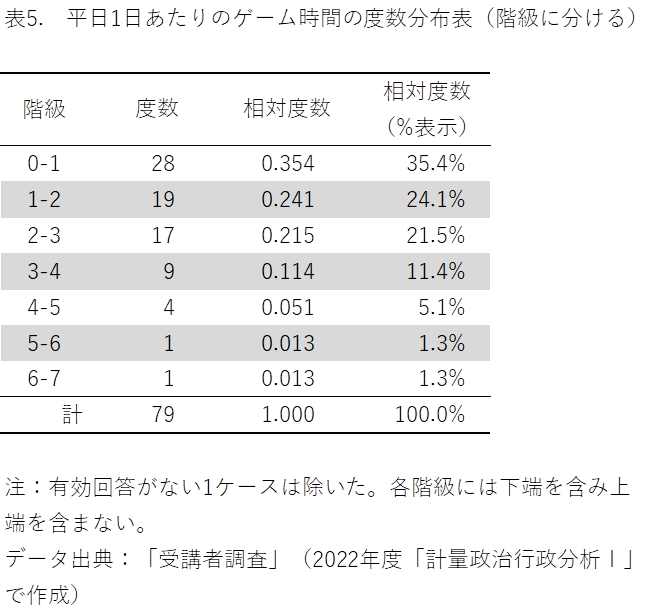 表5.　平日1日あたりのゲーム時間の度数分布表（階級に分ける）
階級 度数 相対度数 相対度数
（%表示）
0-1 28 0.354 35.4%
1-2 19 0.241 24.1%
2-3 17 0.215 21.5%
3-4 9 0.114 11.4%
4-5 4 0.051 5.1%
5-6 1 0.013 1.3%
6-7 1 0.013 1.3%
計 79 1.000 100.0%
注：有効回答がない1ケースは除いた。各階級には下端を含み上
端を含まない。
データ出典：「受講者調査」（2022年度「計量政治行政分析Ⅰ」
で作成）